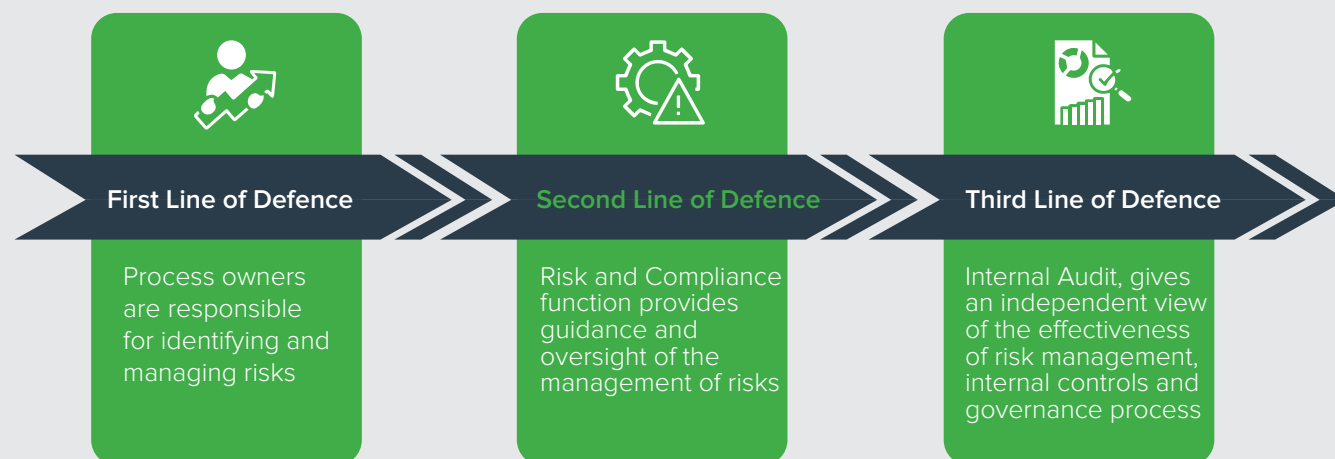 First Line of Defence
Process owners
are responsible
for identifying and
managing risks
Second Line of Defence
Risk and Compliance
function provides
guidance and
oversight of the
management of risks
Third Line of Defence
Internal Audit, gives
an independent view
of the effectiveness
of risk management,
internal controls and
governance process